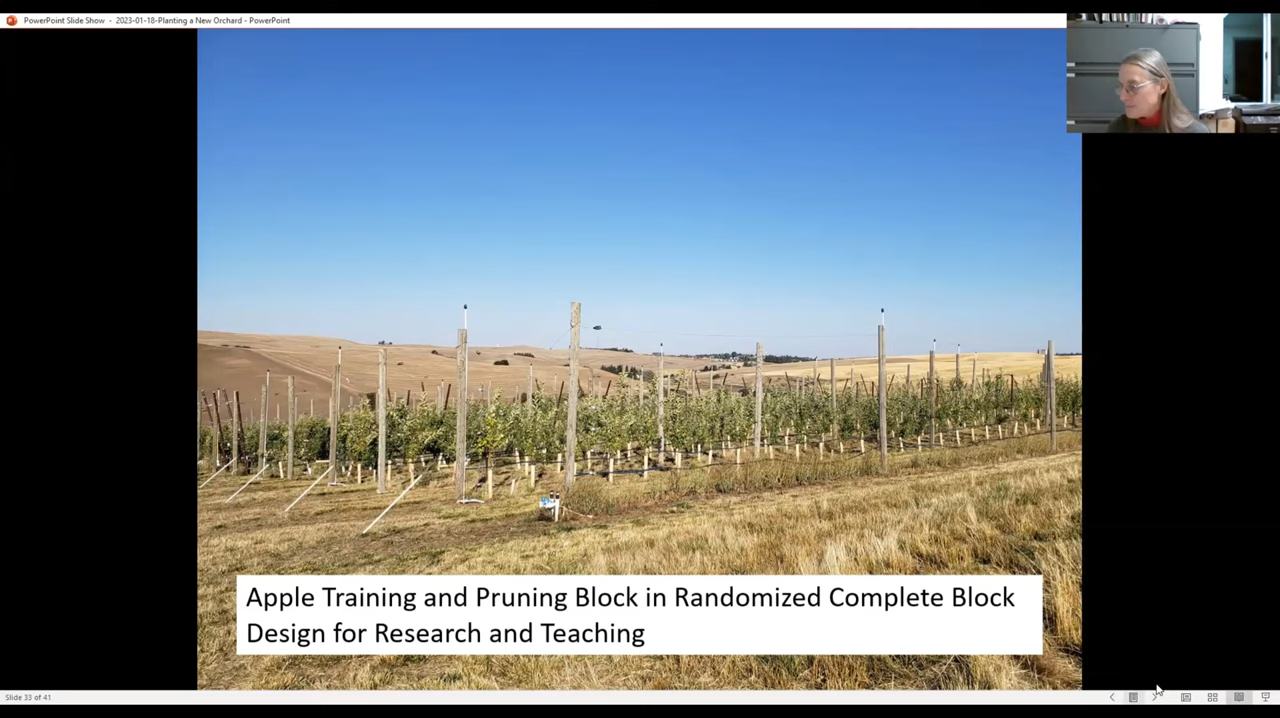 PowerPoint Slide Show - 2023-01-18-Planting a New Orchard - PowerPoint
Apple Training and Pruning Block in Randomized Complete Block
Design for Research and Teaching
Slide 33 of 41